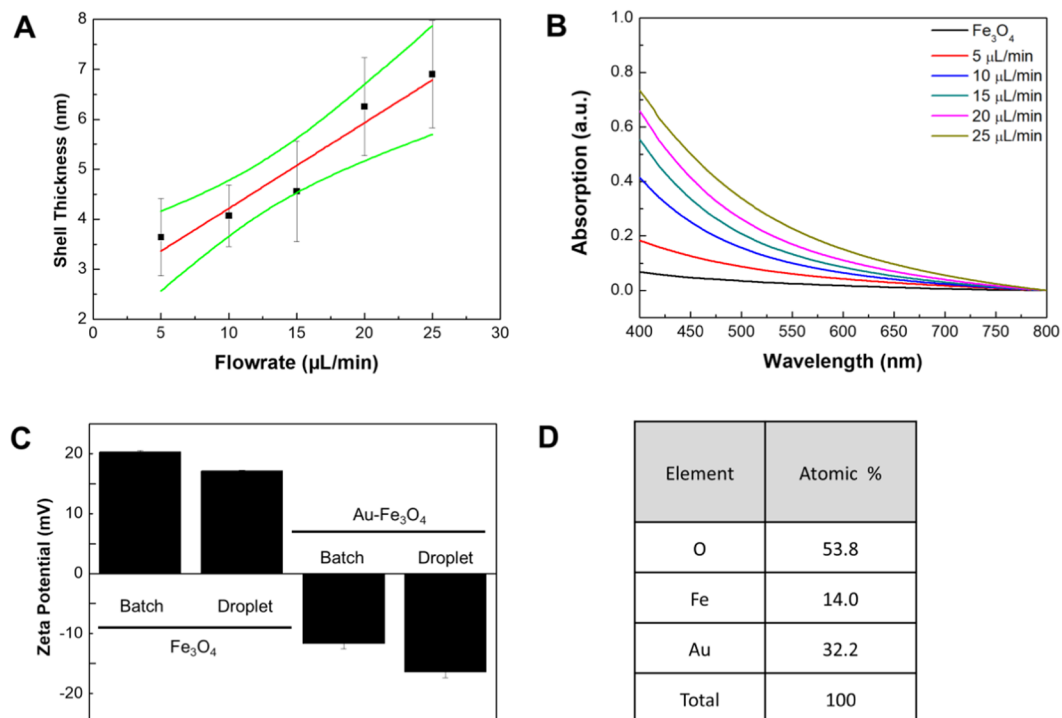 A
Shell Thickness (nm)
9
8
7
6
5
4
3
2
0 5 10 15 20 25 30
Flowrate (µL/min)
B
Absorption (a.u.)
1.0
0.8
0.6
0.4
0.2
0.0
400 450 500 550 600 650 700 750 800
Wavelength (nm)
Fe₃O₄
5 µL/min
10 µL/min
15 µL/min
20 µL/min
25 µL/min
C
Zeta Potential (mV)
20
10
0
-10
-20
Au-Fe₃O₄
Batch Droplet
Batch Droplet
Fe₃O₄
D
Element Atomic %
O 53.8
Fe 14.0
Au 32.2
Total 100